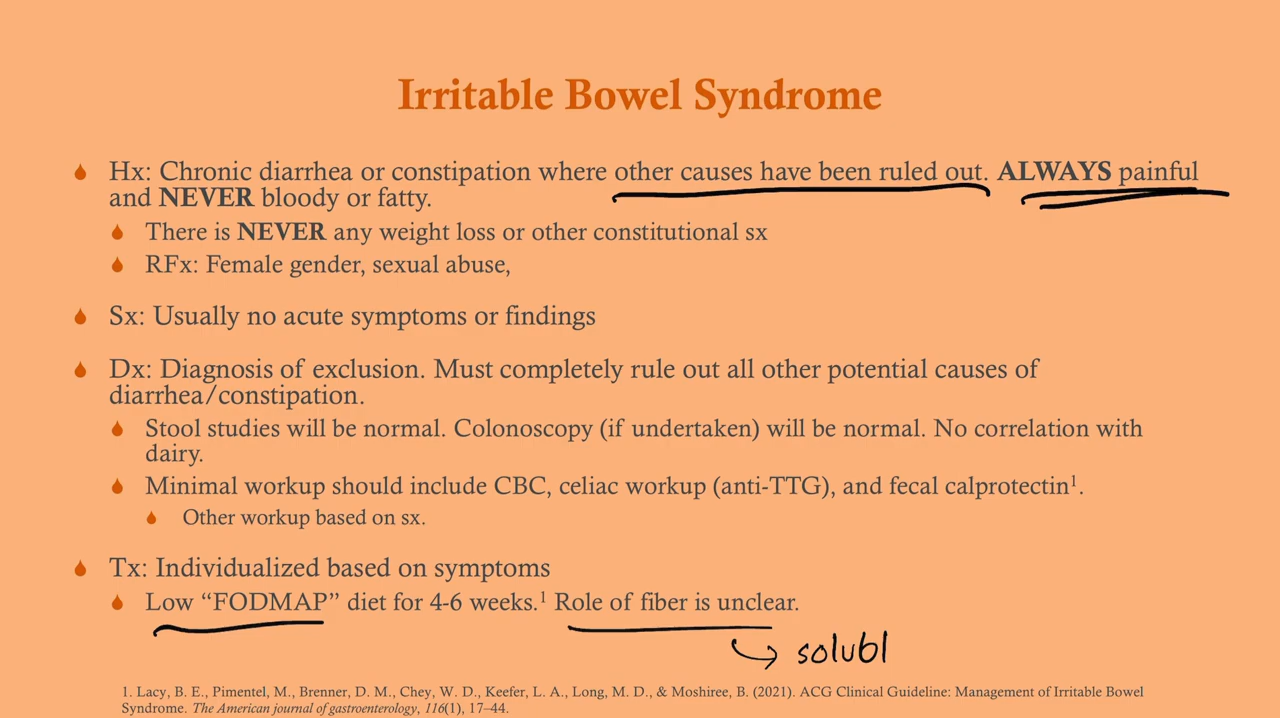 Irritable Bowel Syndrome
Hx: Chronic diarrhea or constipation where other causes have been ruled out. ALWAYS painful
and NEVER bloody or fatty.
There is NEVER any weight loss or other constitutional sx
RFx: Female gender, sexual abuse,
Sx: Usually no acute symptoms or findings
Dx: Diagnosis of exclusion. Must completely rule out all other potential causes of
diarrhea/constipation.
Stool studies will be normal. Colonoscopy (if undertaken) will be normal. No correlation with
dairy.
Minimal workup should include CBC, celiac workup (anti-TTG), and fecal calprotectin¹.
Other workup based on sx.
Tx: Individualized based on symptoms
Low “FODMAP” diet for 4-6 weeks.¹ Role of fiber is unclear.
solubl
1. Lacy, B. E., Pimentel, M., Brenner, D. M., Chey, W. D., Keefer, L. A., Long, M. D., & Moshiree, B. (2021). ACG Clinical Guideline: Management of Irritable Bowel
Syndrome. The American journal of gastroenterology, 116(1), 17–44.